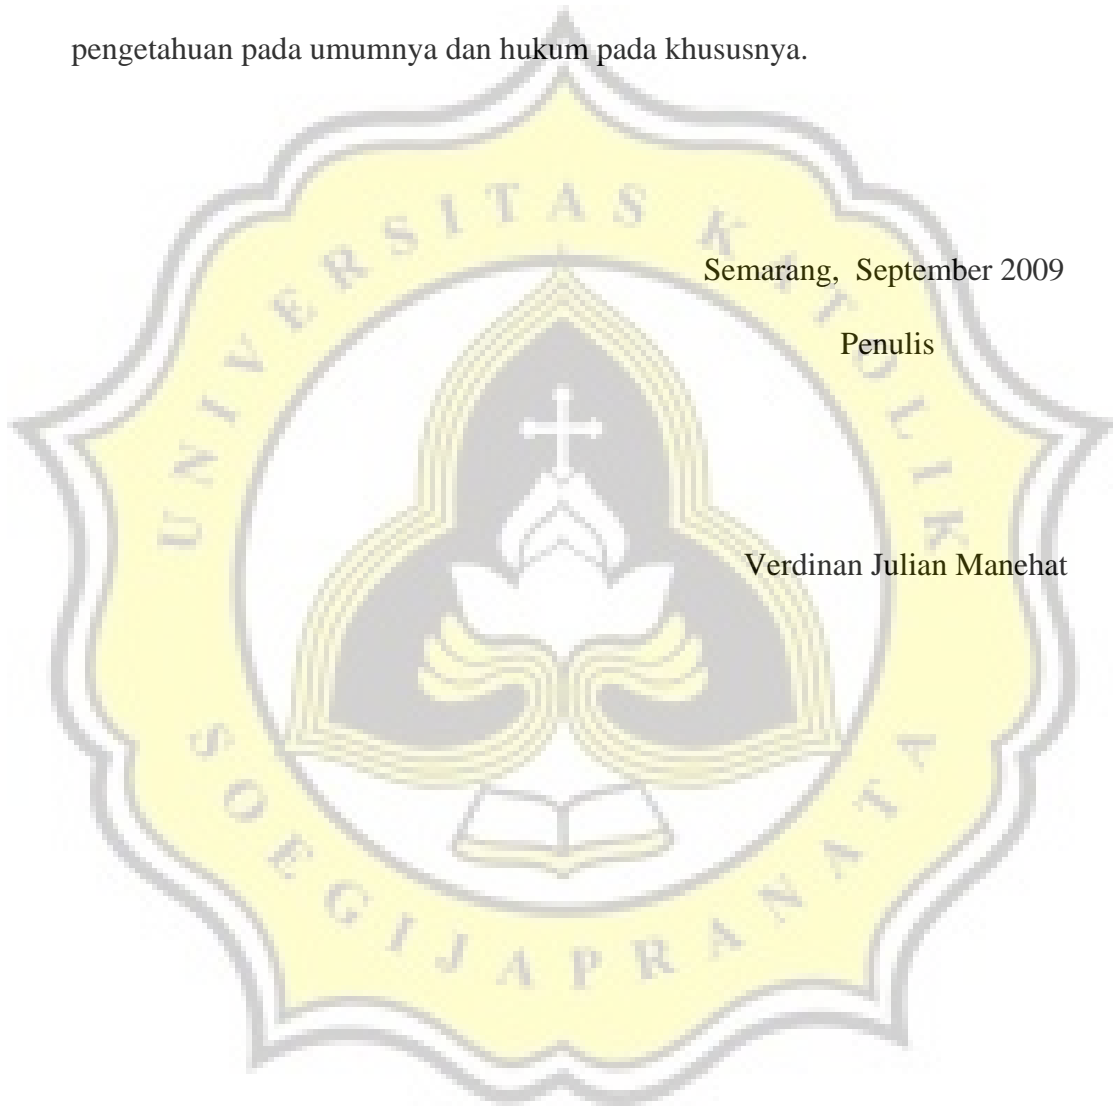 pengetahuan pada umumnya dan hukum pada khususnya.
Semarang,  September 2009
Penulis
Verdinan Julian Manehat
UNIVERSITAS KATOLIK
SOEGIJAPRANATA